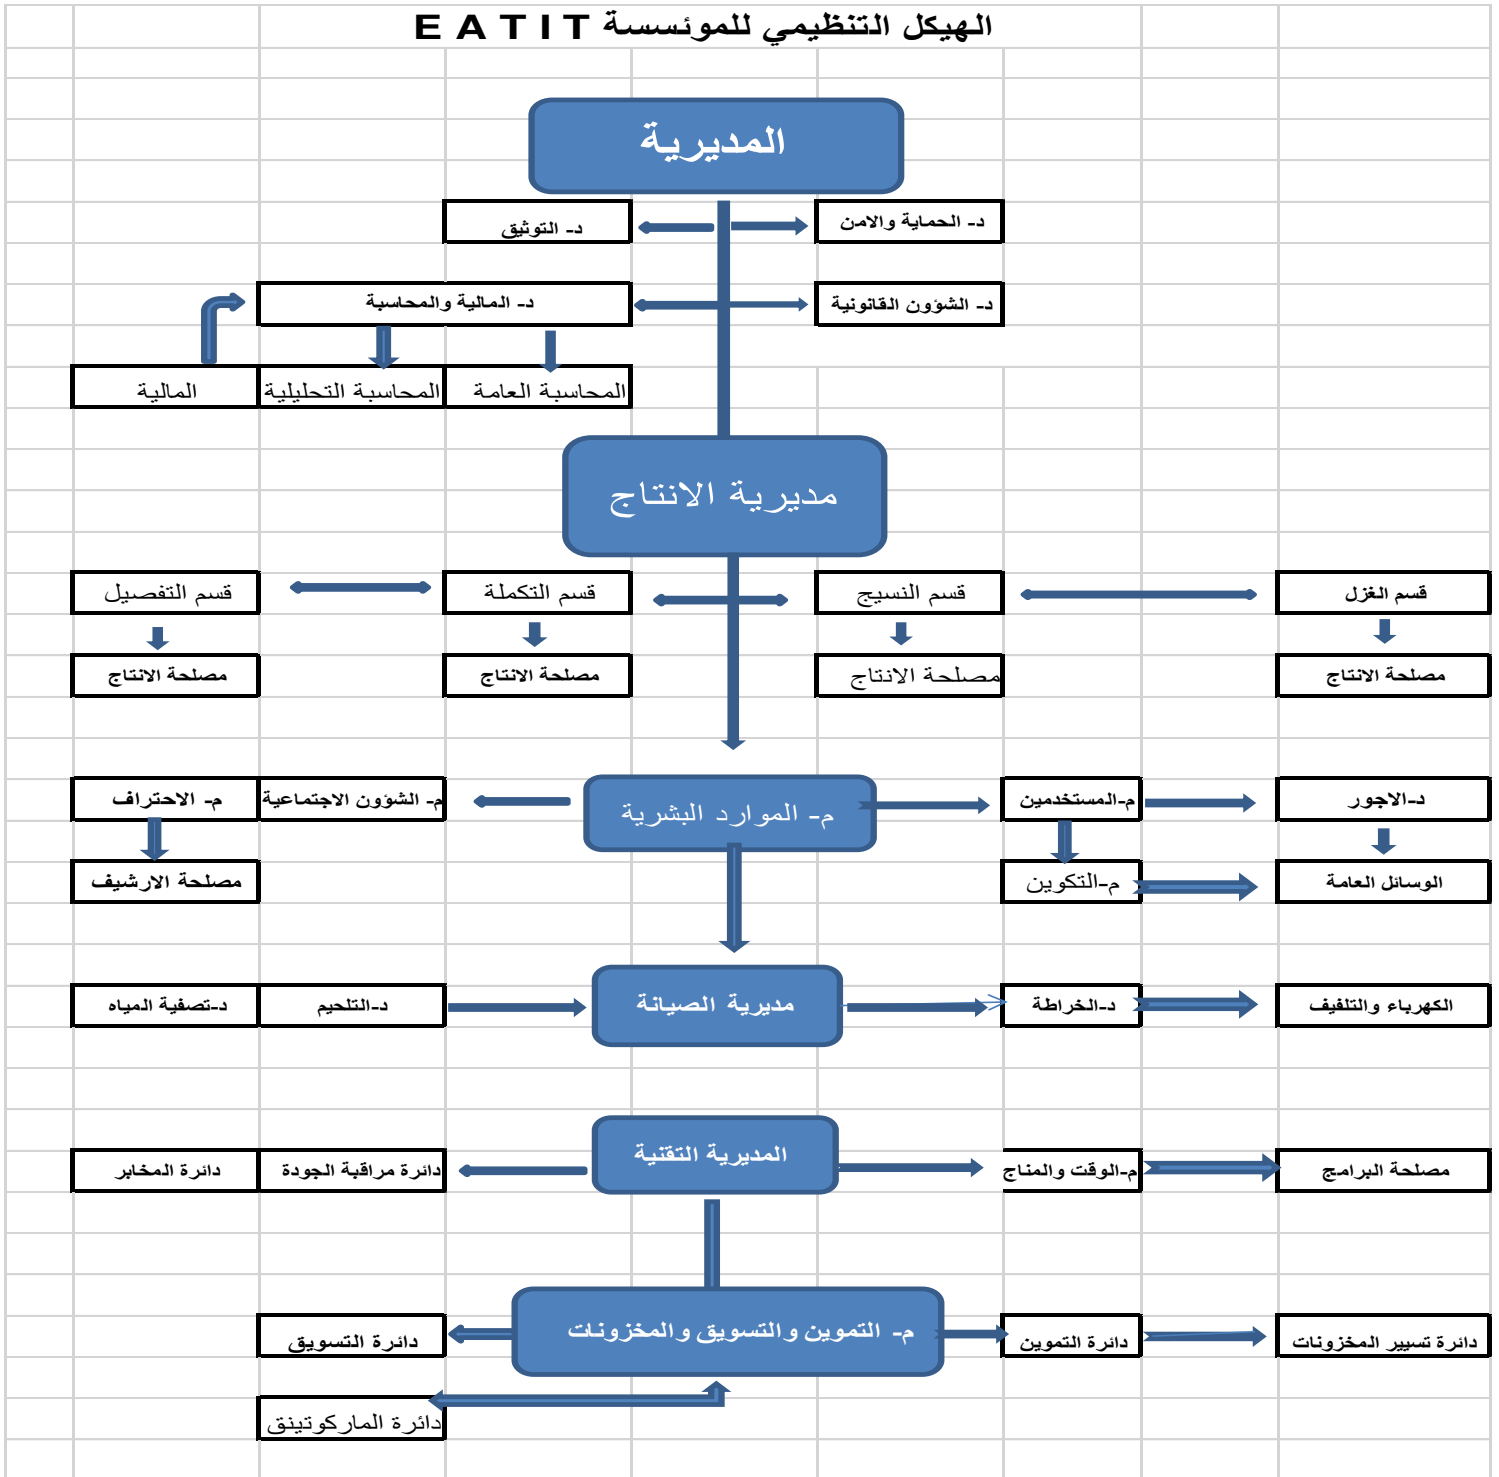 الهيكل التنظيمي للموئسسة E A T I T
المديرية
د- الحماية والامن
د- التوثيق
د- الشؤون القانونية
د- المالية والمحاسبة
المحاسبة العامة
المحاسبة التحليلية
المالية
مديرية الانتاج
قسم الغزل
قسم النسيج
قسم التكملة
قسم التفصيل
مصلحة الانتاج
مصلحة الانتاج
مصلحة الانتاج
مصلحة الانتاج
د-الاجور
م-المستخدمين
م- الموارد البشرية
م- الشؤون الاجتماعية
م- الاحتراف
الوسائل العامة
م-التكوين
مصلحة الارشيف
الكهرباء والتلفيف
د-الخراطة
مديرية الصيانة
د-التلحيم
د-تصفية المياه
مصلحة البرامج
م-الوقت والمناج
المديرية التقنية
دائرة مراقبة الجودة
دائرة المخابر
دائرة تسيير المخزونات
دائرة التموين
م- التموين والتسويق والمخزونات
دائرة التسويق
دائرة الماركوتينق